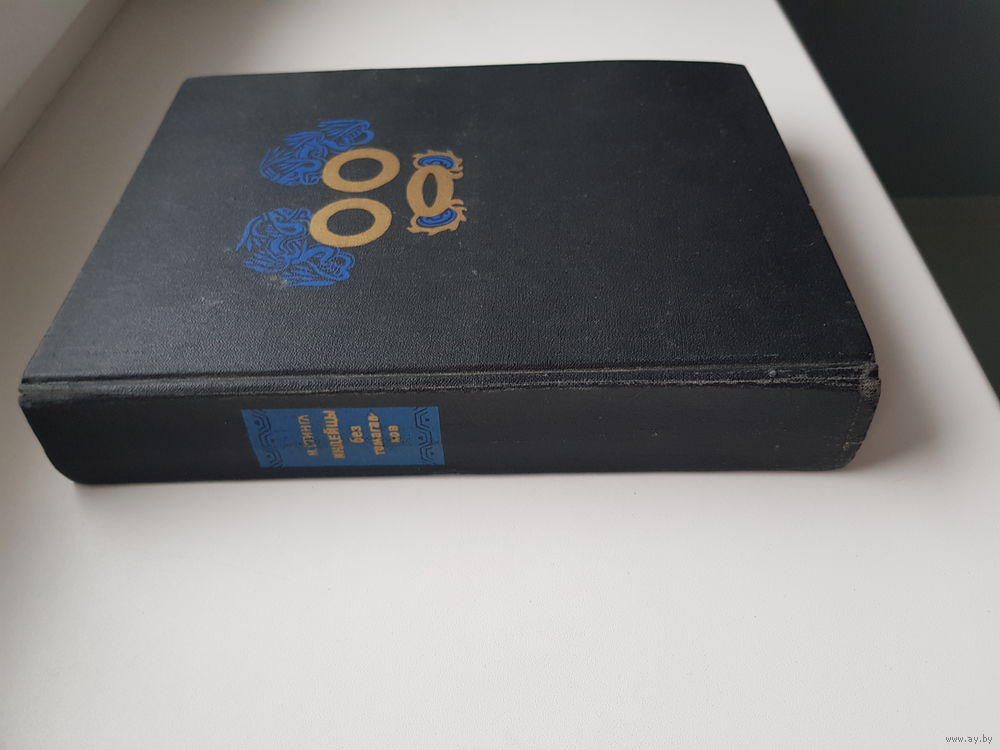 М. СТИНГЛ
ИНДЕЙЦЫ
без
томагав-
ков
www.ay.by